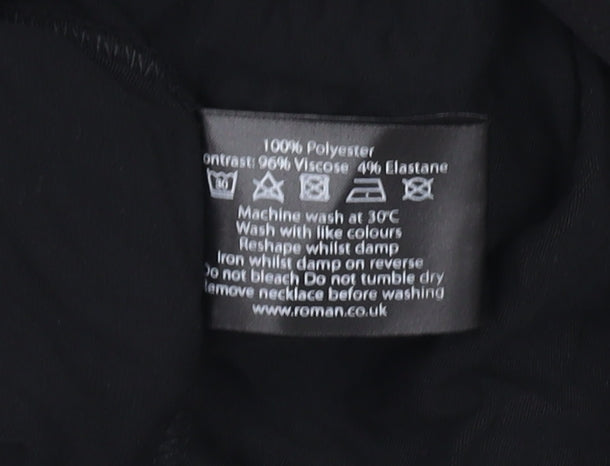 100% Polyester
ontrast: 96% Viscose 4% Elastane
30
Machine wash at 30°C
Wash with like colours
Reshape whilst damp
Iron whilst damp on reverse
Do not bleach Do not tumble dry
emove necklace before washing
www.roman.co.uk